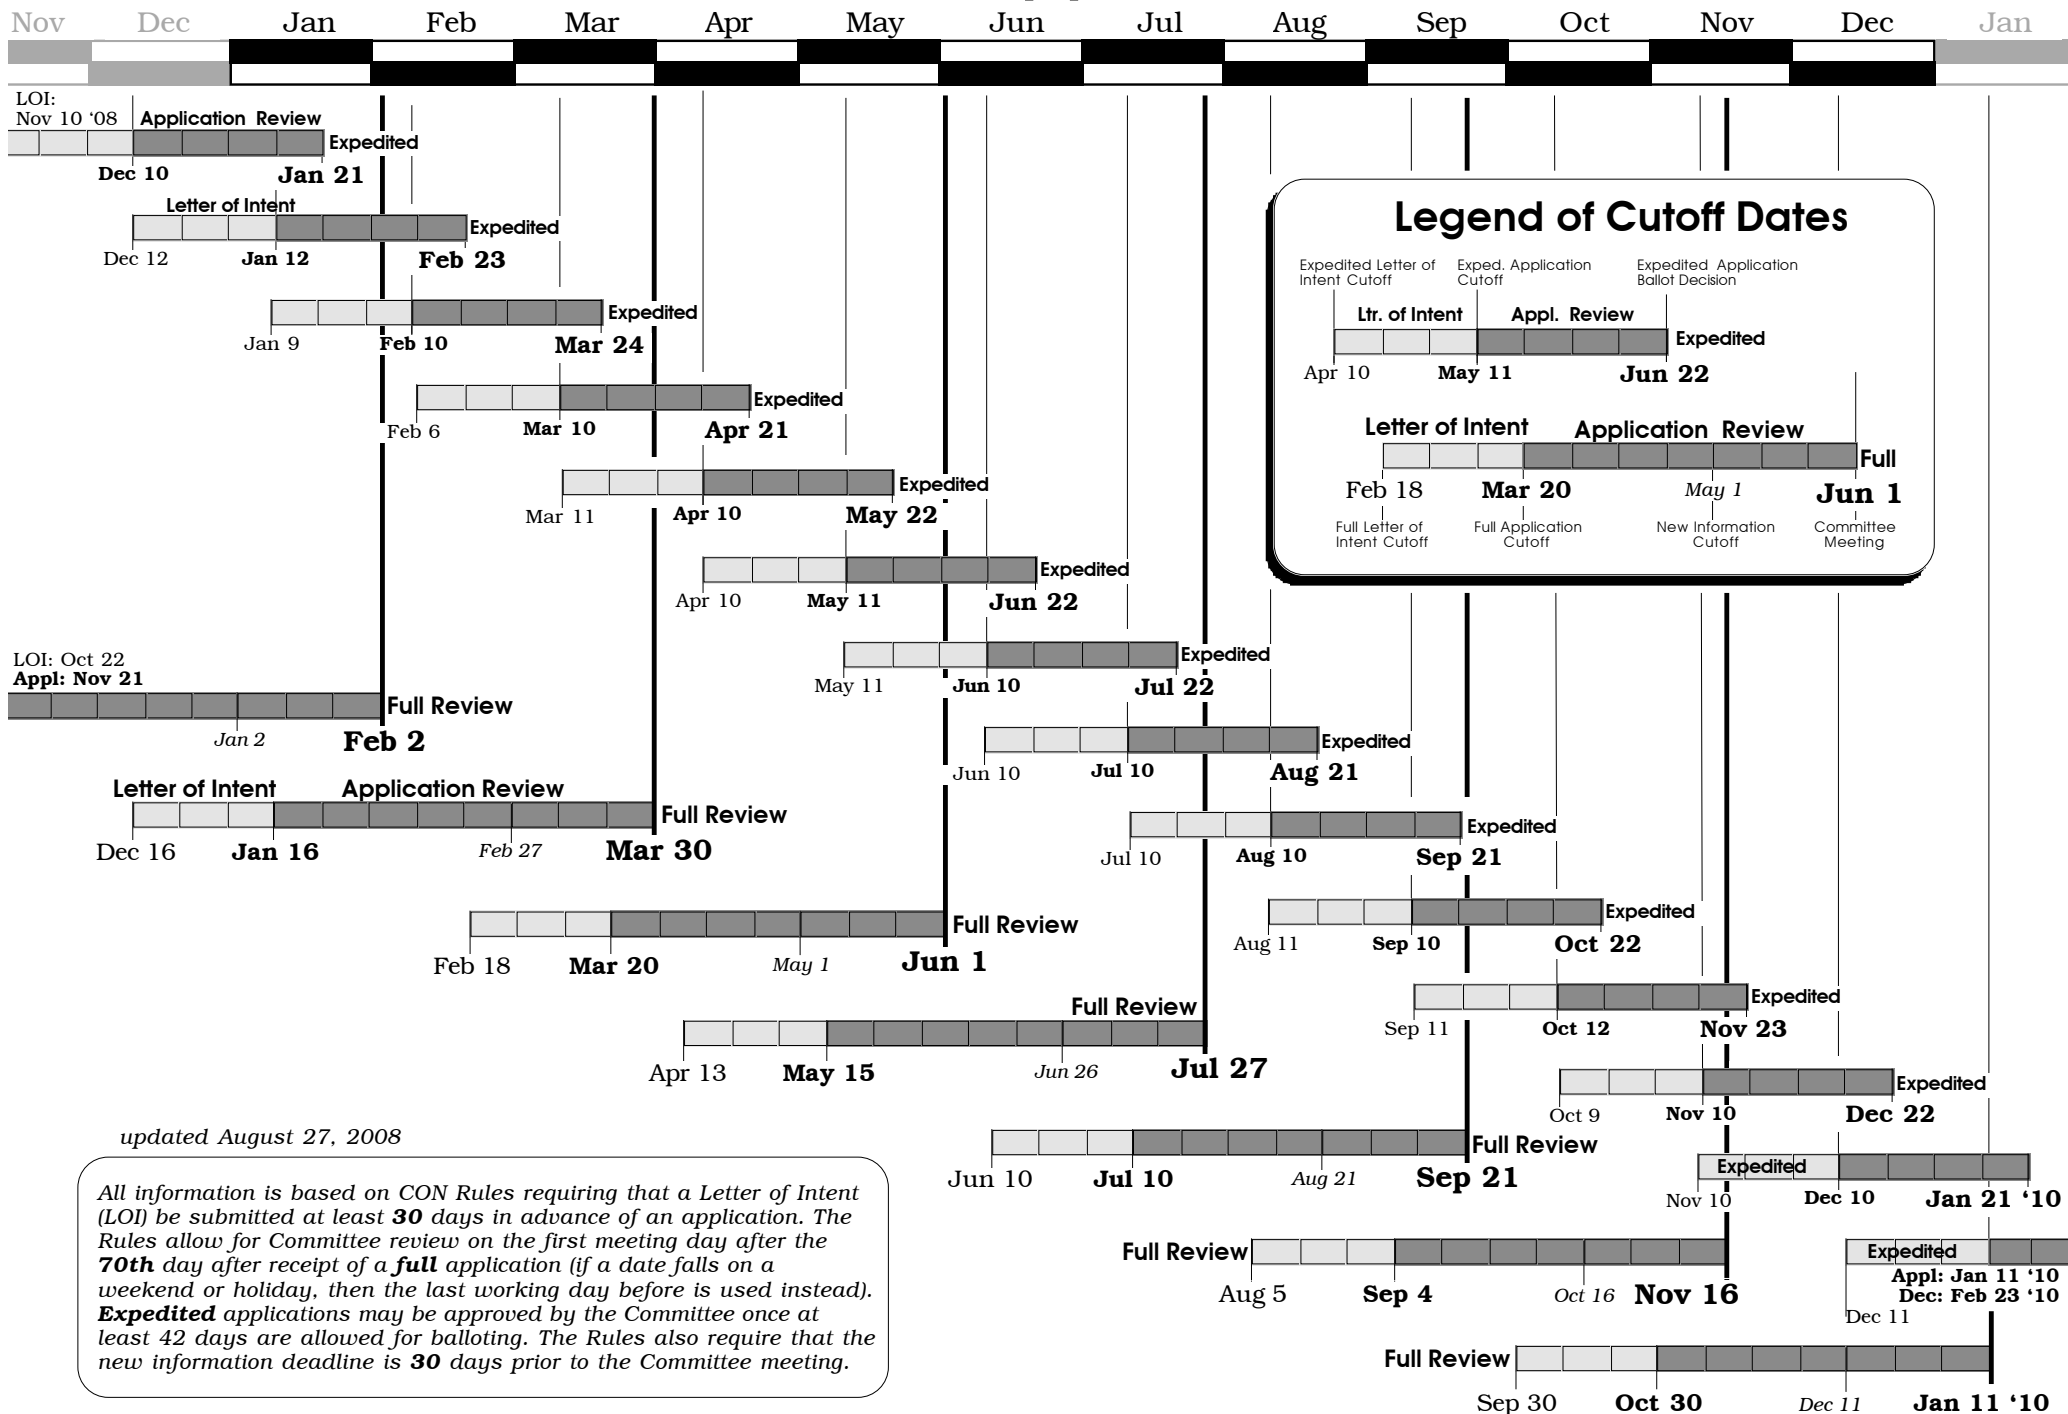 Nov Dec Jan Feb Mar Apr May Jun Jul Aug Sep Oct Nov Dec Jan
LOI:
Nov 10 ‘08 Application Review
Expedited
Dec 10 Jan 21
Letter of Intent
Expedited
Dec 12 Jan 12 Feb 23
Expedited
Jan 9 Feb 10 Mar 24
Expedited
Feb 6 Mar 10 Apr 21
Expedited
Mar 11 Apr 10 May 22
Expedited
Apr 10 May 11 Jun 22
Expedited
May 11 Jun 10 Jul 22
Expedited
Jun 10 Jul 10 Aug 21
Expedited
Jul 10 Aug 10 Sep 21
Expedited
Aug 11 Sep 10 Oct 22
Expedited
Sep 11 Oct 12 Nov 23
Expedited
Oct 9 Nov 10 Dec 22
Expedited
Nov 10 Dec 10 Jan 21 ‘10
Expedited
Appl: Jan 11 ‘10
Dec: Feb 23 ‘10
Dec 11
Legend of Cutoff Dates
Expedited Letter of
Intent Cutoff
Exped. Application
Cutoff
Expedited Application
Ballot Decision
Ltr. of Intent Appl. Review
Expedited
Apr 10 May 11 Jun 22
Letter of Intent Application Review
Full
Feb 18 Mar 20 May 1 Jun 1
Full Letter of
Intent Cutoff
Full Application
Cutoff
New Information
Cutoff
Committee
Meeting
LOI: Oct 22
Appl: Nov 21
Full Review
Jan 2 Feb 2
Letter of Intent Application Review
Full Review
Dec 16 Jan 16 Feb 27 Mar 30
Full Review
Feb 18 Mar 20 May 1 Jun 1
Full Review
Apr 13 May 15 Jun 26 Jul 27
Full Review
Jun 10 Jul 10 Aug 21 Sep 21
Full Review
Aug 5 Sep 4 Oct 16 Nov 16
Full Review
Sep 30 Oct 30 Dec 11 Jan 11 ‘10
updated August 27, 2008
All information is based on CON Rules requiring that a Letter of Intent
(LOI) be submitted at least 30 days in advance of an application. The
Rules allow for Committee review on the first meeting day after the
70th day after receipt of a full application (if a date falls on a
weekend or holiday, then the last working day before is used instead).
Expedited applications may be approved by the Committee once at
least 42 days are allowed for balloting. The Rules also require that the
new information deadline is 30 days prior to the Committee meeting.